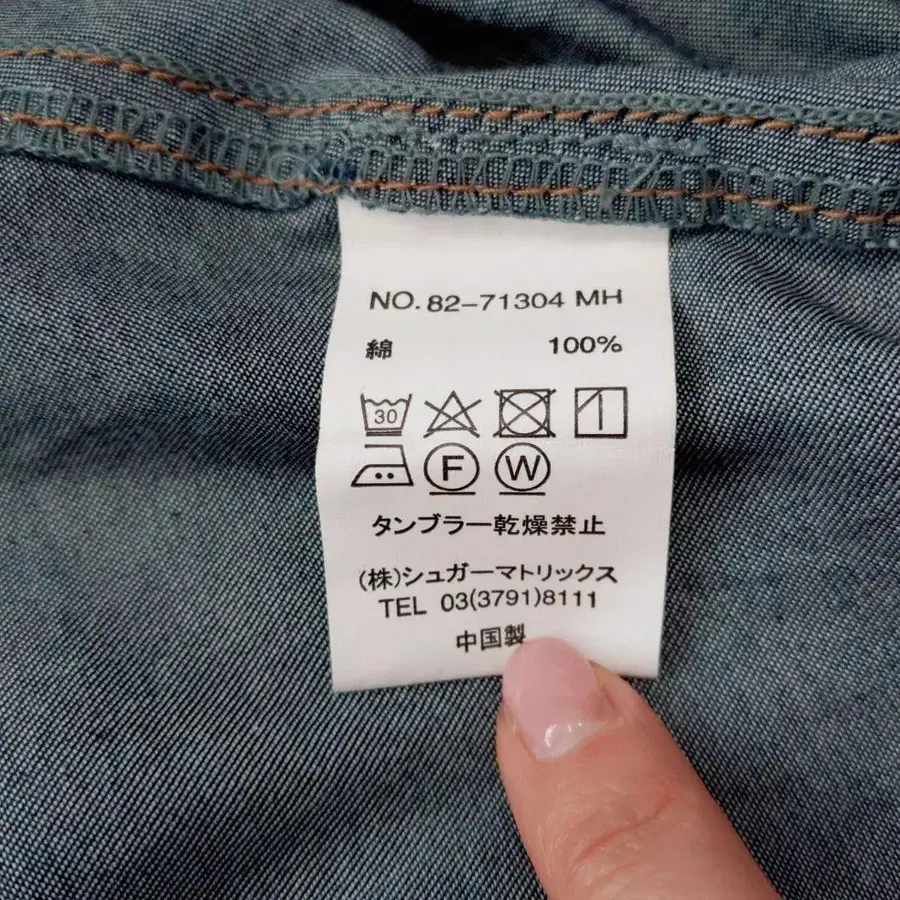 NO. 82-71304 MH
綿 100%
30
F W
タンブラー乾燥禁止
(株)シュガーマトリックス
TEL 03(3791)8111
中国製